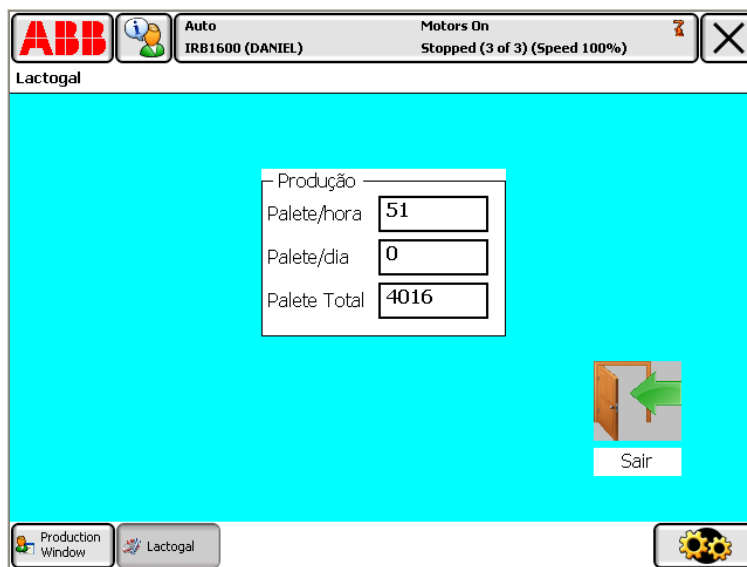 ABB
Auto
IRB1600 (DANIEL)
Motors On
Stopped (3 of 3) (Speed 100%)
Lactogal
Produção
Palete/hora 51
Palete/dia 0
Palete Total 4016
Sair
Production
Window
Lactogal